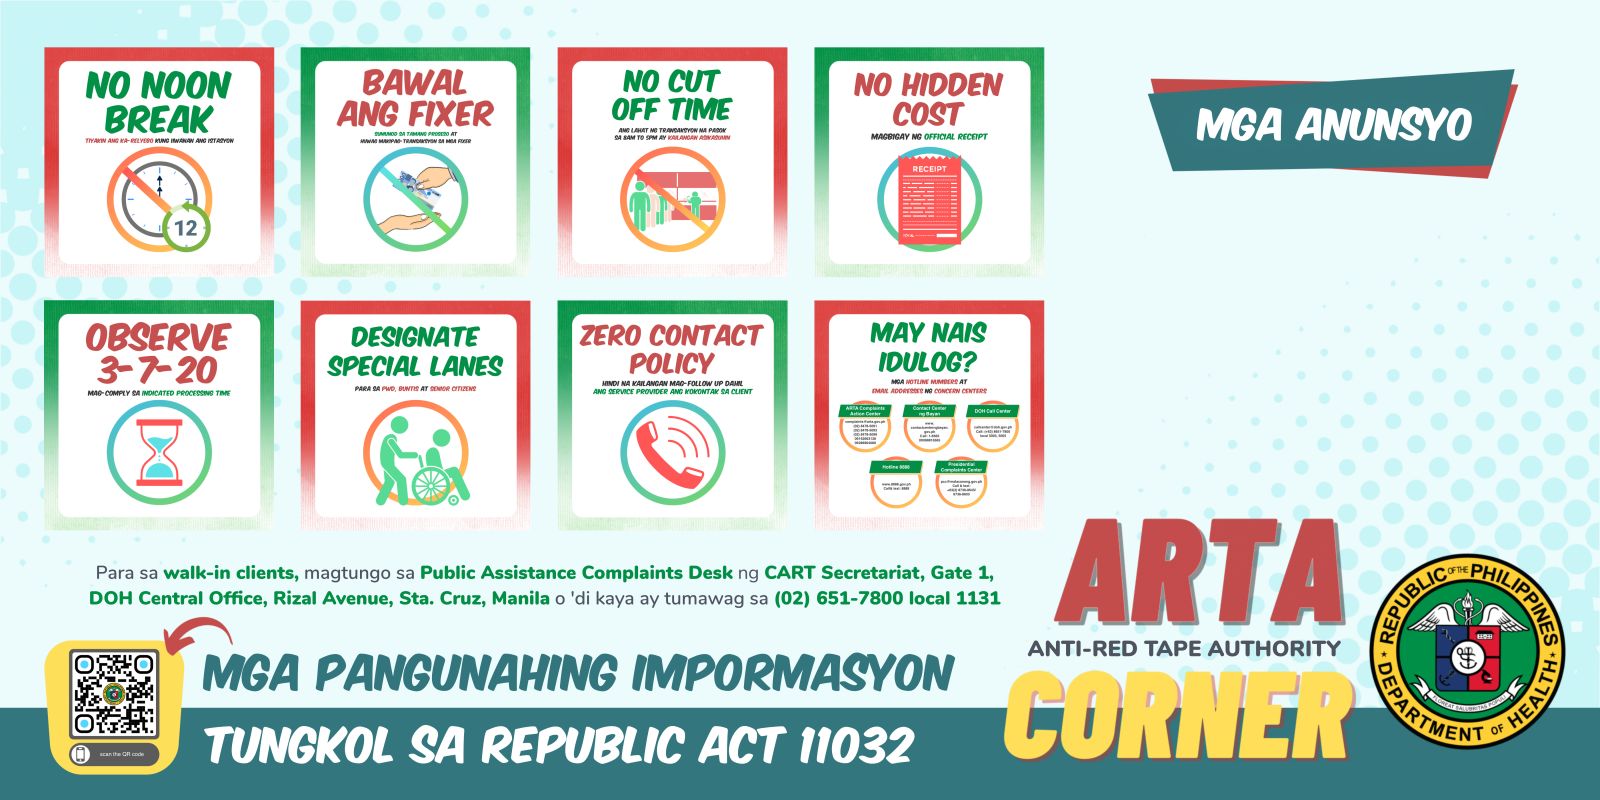 NO NOON
BREAK
TIYAKIN ANG KA-RELYEBO KUNG IIWANAN ANG ISTASYON
12
BAWAL
ANG FIXER
SUMUNOD SA TAMANG PROSESO AT
HUWAG MAKIPAG-TRANSAKSYON SA MGA FIXER
NO CUT
OFF TIME
ANG LAHAT NG TRANSAKSYON NA PASOK
SA 8AM TO 5PM AY KAILANGAN ASIKASUHIN
NO HIDDEN
COST
MAGBIGAY NG OFFICIAL RECEIPT
RECEIPT
MGA ANUNSYO
OBSERVE
3-7-20
MAG-COMPLY SA INDICATED PROCESSING TIME
DESIGNATE
SPECIAL LANES
PARA SA PWD, BUNTIS AT SENIOR CITIZENS
ZERO CONTACT
POLICY
HINDI NA KAILANGAN MAG-FOLLOW UP DAHIL
ANG SERVICE PROVIDER ANG KOKONTAK SA CLIENT
MAY NAIS
IDULOG?
MGA HOTLINE NUMBERS AT
EMAIL ADDRESSES NG CONCERN CENTERS
ARTA Complaints
Action Center
Contact Center
ng Bayan
DOH Call Center
Hotline 8888
www.8888.gov.ph
Presidential
Complaints Center
Para sa walk-in clients, magtungo sa Public Assistance Complaints Desk ng CART Secretariat, Gate 1,
DOH Central Office, Rizal Avenue, Sta. Cruz, Manila o 'di kaya ay tumawag sa (02) 651-7800 local 1131
scan the QR code
MGA PANGUNAHING IMPORMASYON
TUNGKOL SA REPUBLIC ACT 11032
ARTA
ANTI-RED TAPE AUTHORITY
CORNER
REPUBLIC OF THE PHILIPPINES
DEPARTMENT OF HEALTH